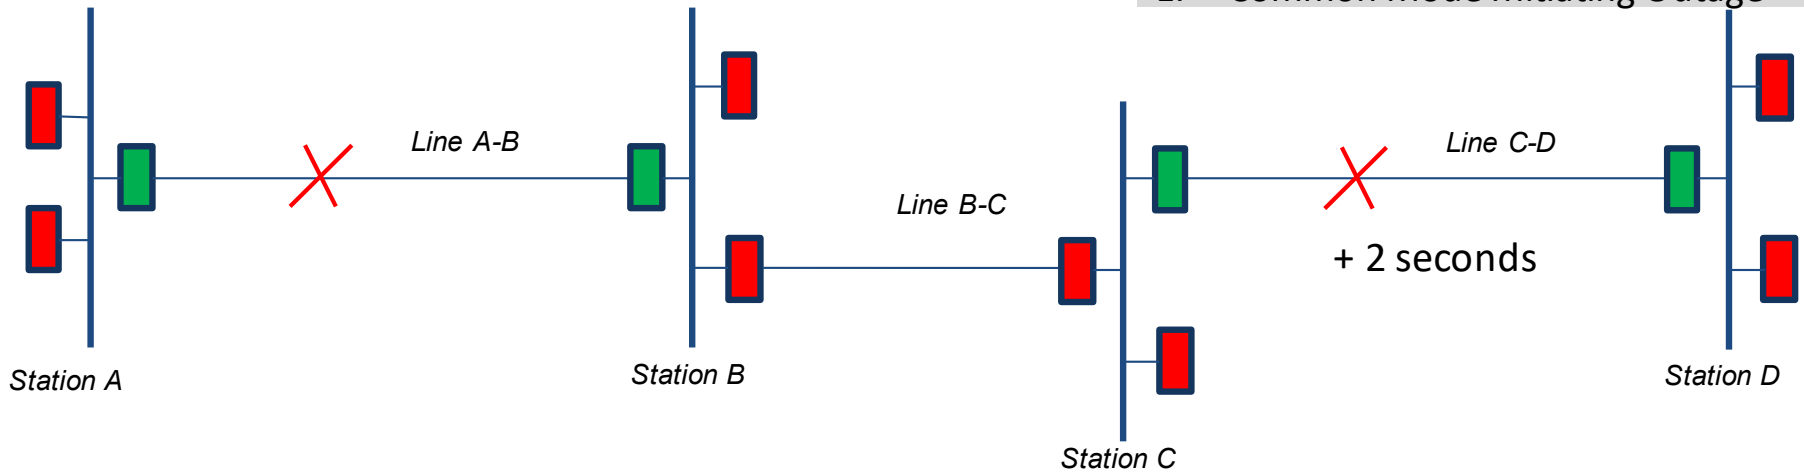 Line A-B
Line B-C
Line C-D
+ 2 seconds
Station A
Station B
Station C
Station D